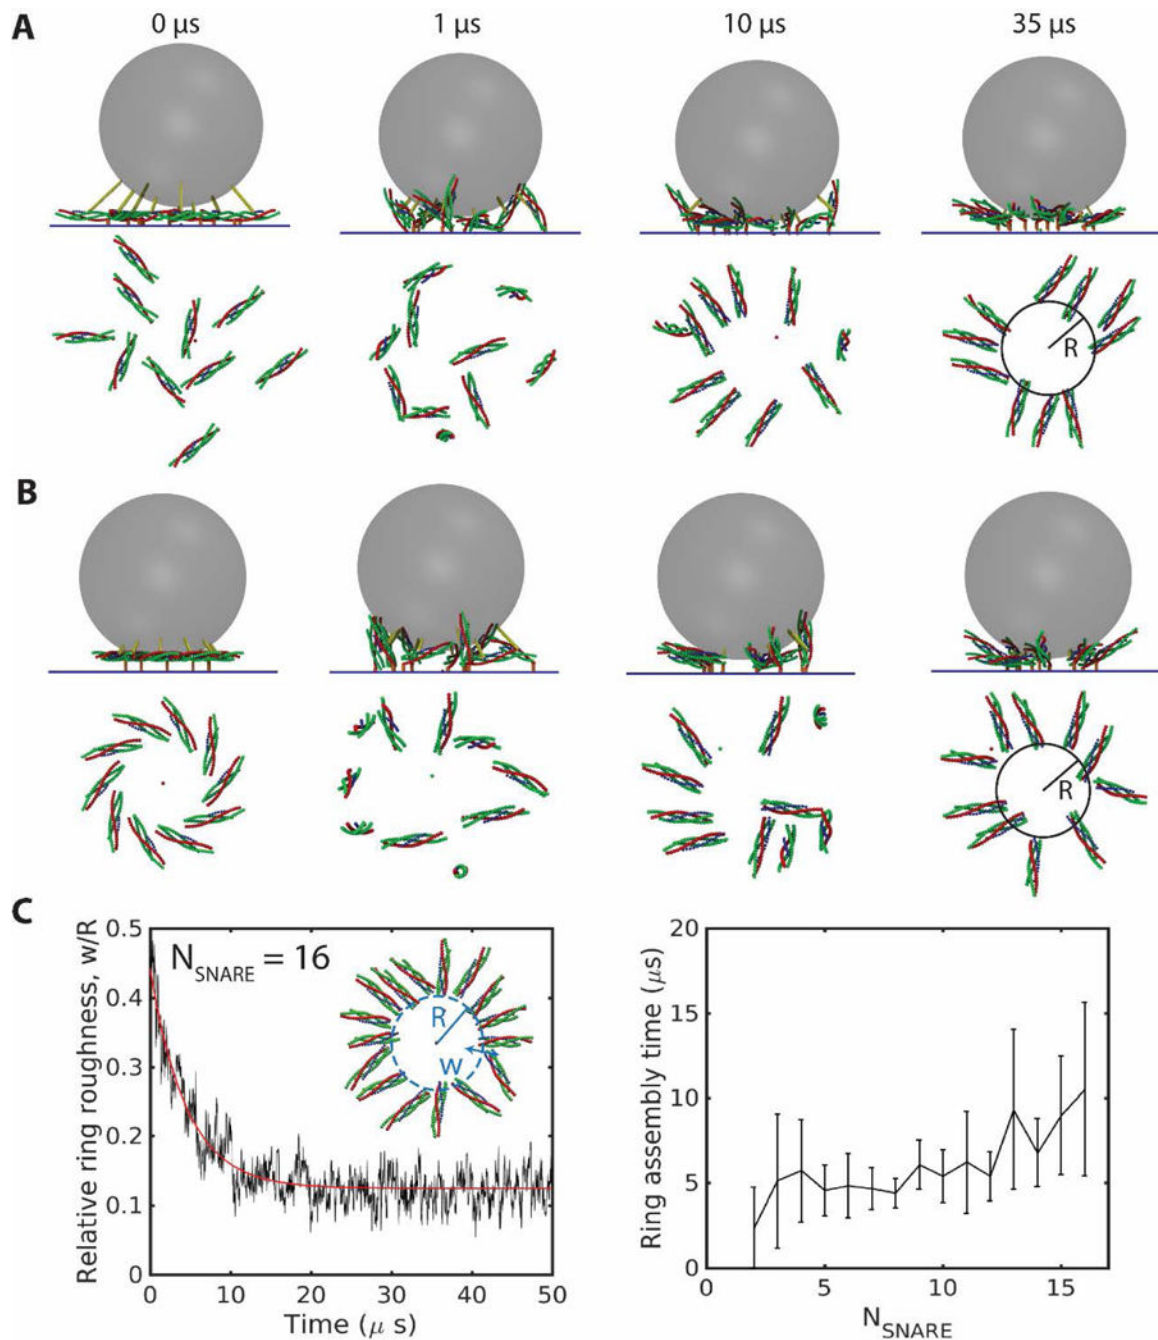 A
0 µs
1 µs
10 µs
35 µs
R
B
R
C
Relative ring roughness, w/R
0.5
0.4
0.3
0.2
0.1
0
N_SNARE = 16
R
w
0 10 20 30 40 50
Time (µ s)
Ring assembly time (µs)
20
15
10
5
0
0 5 10 15
N_SNARE